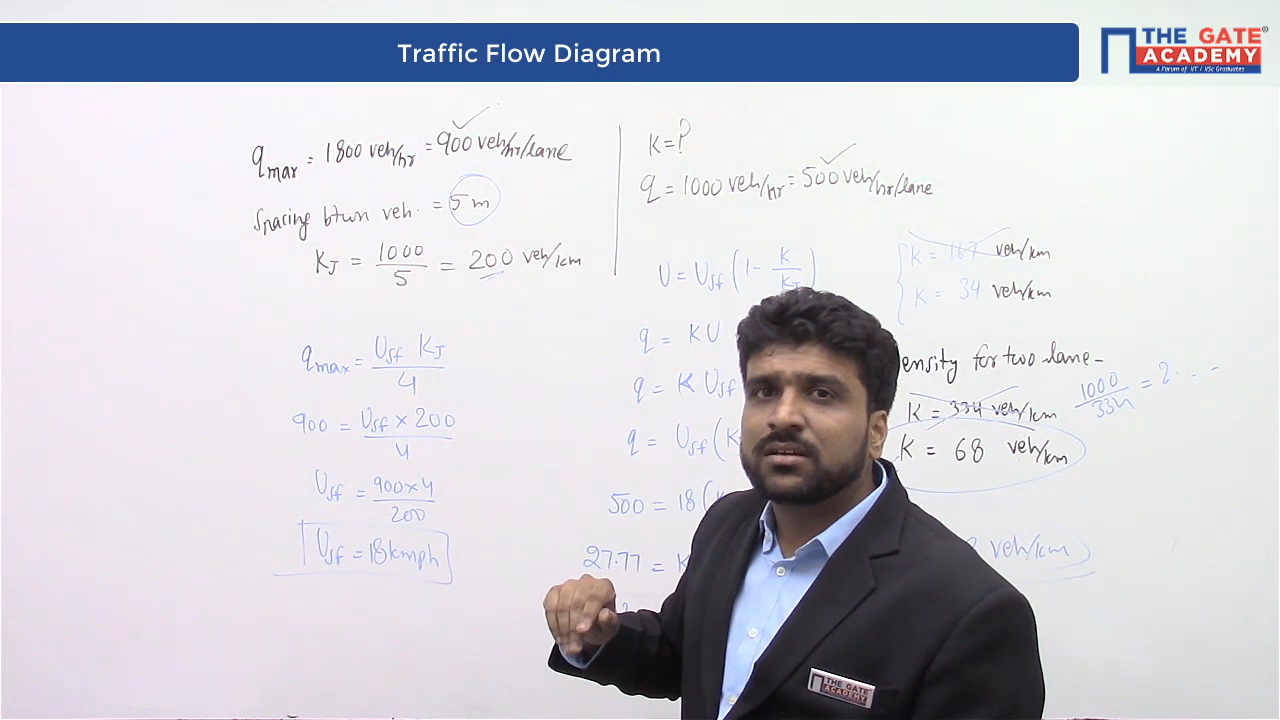 Traffic Flow Diagram
THE GATE ACADEMY
A Forum of IIT / IISc Graduates
qmax = 1800 veh/hr = 900 veh/hr/lane
Spacing btwn veh. = 5m
KJ = 1000/5 = 200 veh/km
qmax = Usf KJ/4
900 = Usf × 200/4
Usf = 900×4/200
Usf = 18kmph
K = ?
q = 1000 veh/hr = 500 veh/hr/lane
U = Usf (1 - K/KJ)
q = KU
q = K Usf
q = Usf (K
500 = 18 (
27.77 = K
K = 167 veh/km
K = 34 veh/km
ensity for two lane-
K = 334 veh/km
1000/334 = 2...
K = 68 veh/km
veh/km
THE GATE ACADEMY